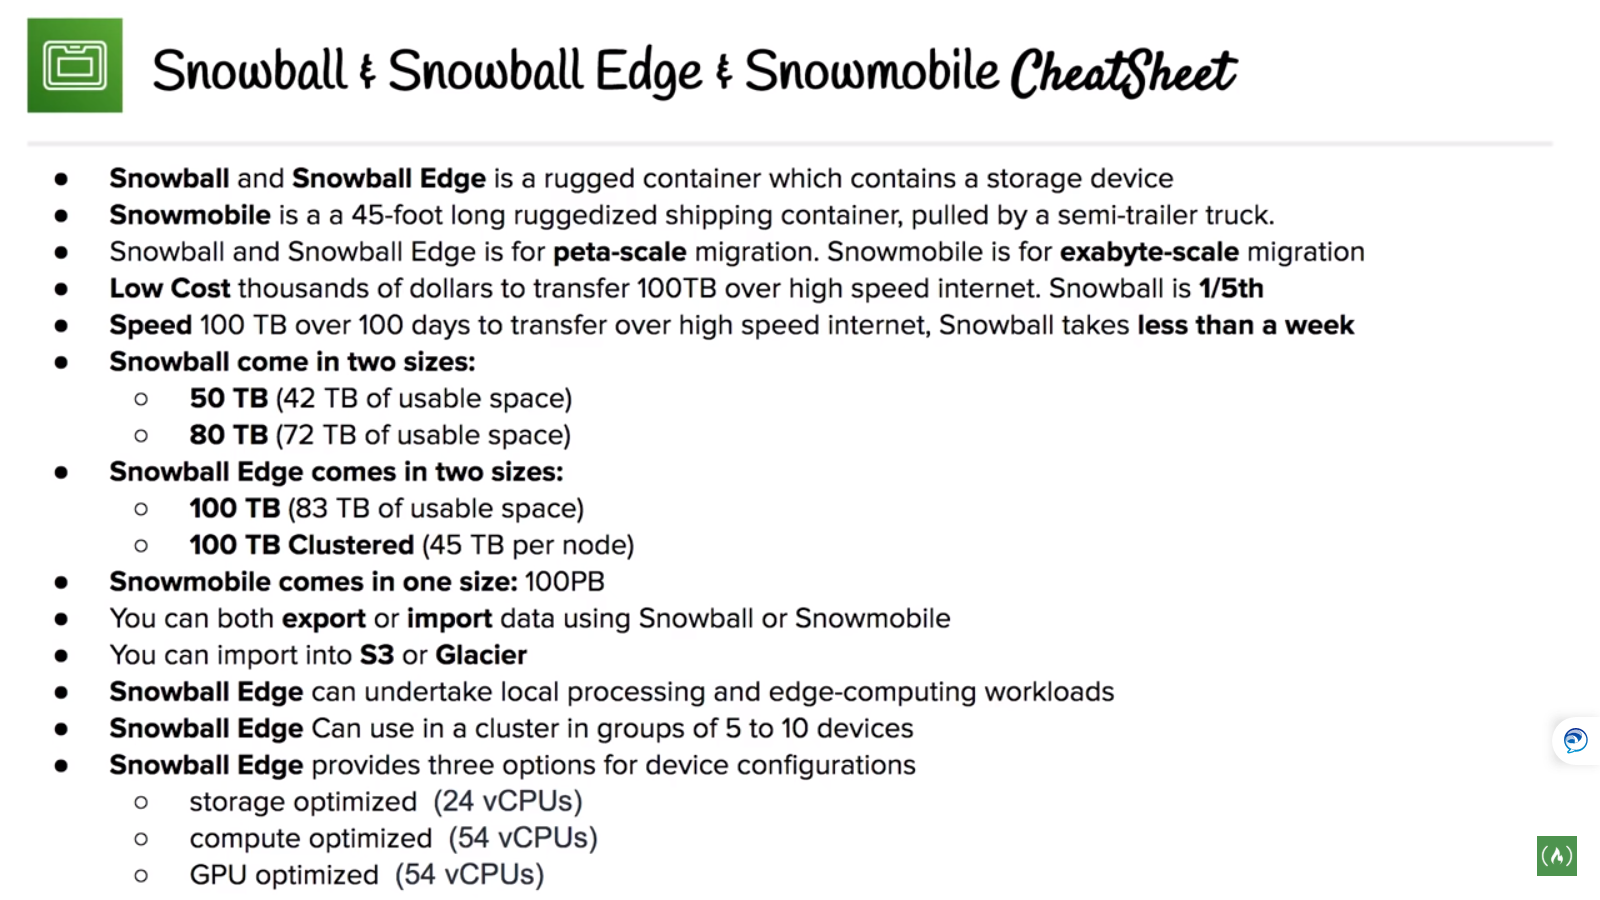 Snowball & Snowball Edge & Snowmobile CheatSheet
● Snowball and Snowball Edge is a rugged container which contains a storage device
● Snowmobile is a a 45-foot long ruggedized shipping container, pulled by a semi-trailer truck.
● Snowball and Snowball Edge is for peta-scale migration. Snowmobile is for exabyte-scale migration
● Low Cost thousands of dollars to transfer 100TB over high speed internet. Snowball is 1/5th
● Speed 100 TB over 100 days to transfer over high speed internet, Snowball takes less than a week
● Snowball come in two sizes:
○ 50 TB (42 TB of usable space)
○ 80 TB (72 TB of usable space)
● Snowball Edge comes in two sizes:
○ 100 TB (83 TB of usable space)
○ 100 TB Clustered (45 TB per node)
● Snowmobile comes in one size: 100PB
● You can both export or import data using Snowball or Snowmobile
● You can import into S3 or Glacier
● Snowball Edge can undertake local processing and edge-computing workloads
● Snowball Edge Can use in a cluster in groups of 5 to 10 devices
● Snowball Edge provides three options for device configurations
○ storage optimized (24 vCPUs)
○ compute optimized (54 vCPUs)
○ GPU optimized (54 vCPUs)